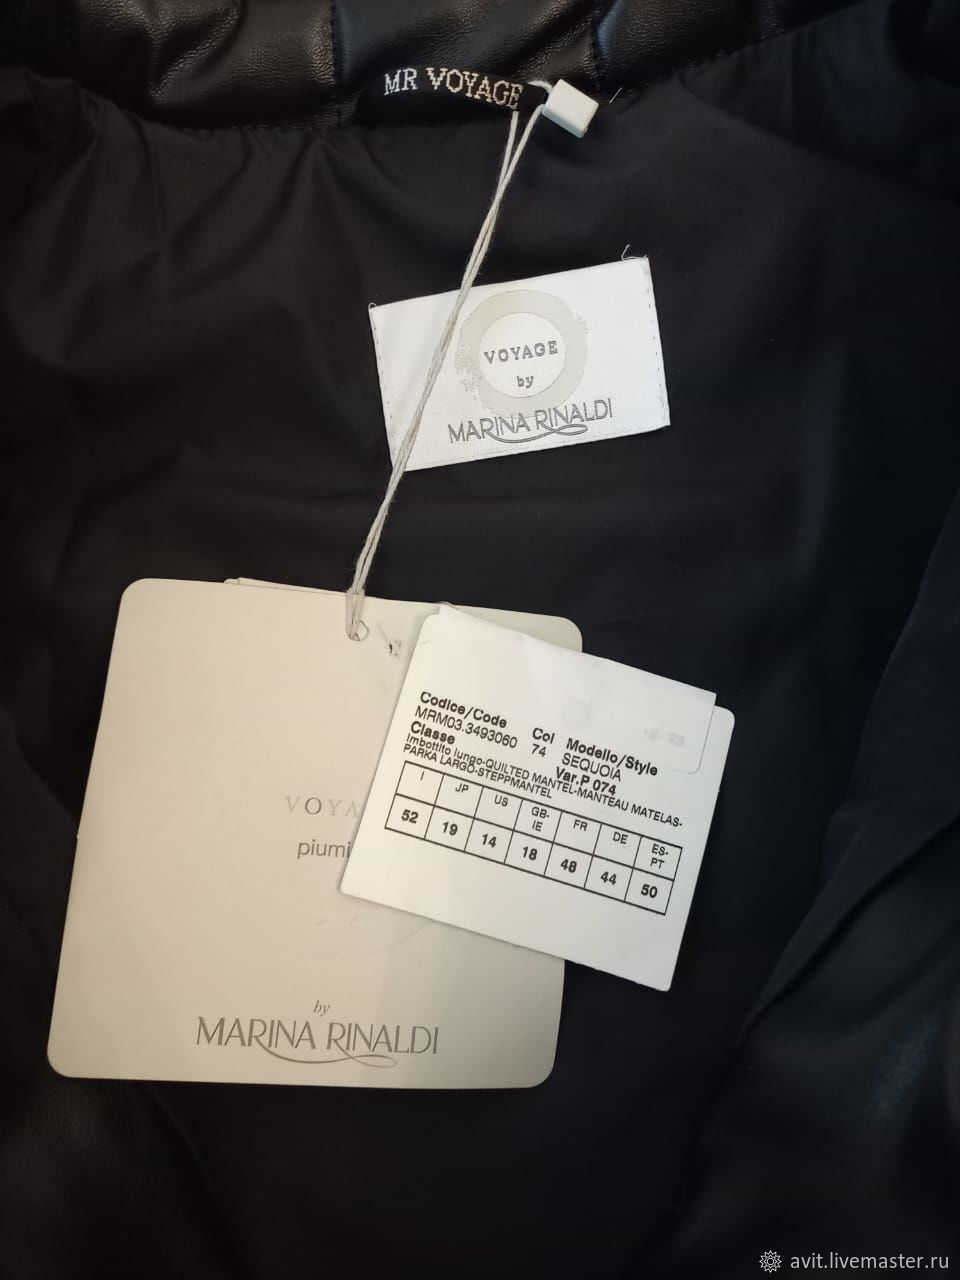 MR VOYAGE
VOYAGE
by
MARINA RINALDI
Codice/Code Col Modello/Style
MRM03.3493060 74 SEQUOIA
Classe Var.P 074
Imbottito lungo-QUILTED MANTEL-MANTEAU MATELAS-
PARKA LARGO-STEPPMANTEL
I JP US GB-IE FR DE ES-PT
52 19 14 18 48 44 50
by
MARINA RINALDI
avit.livemaster.ru